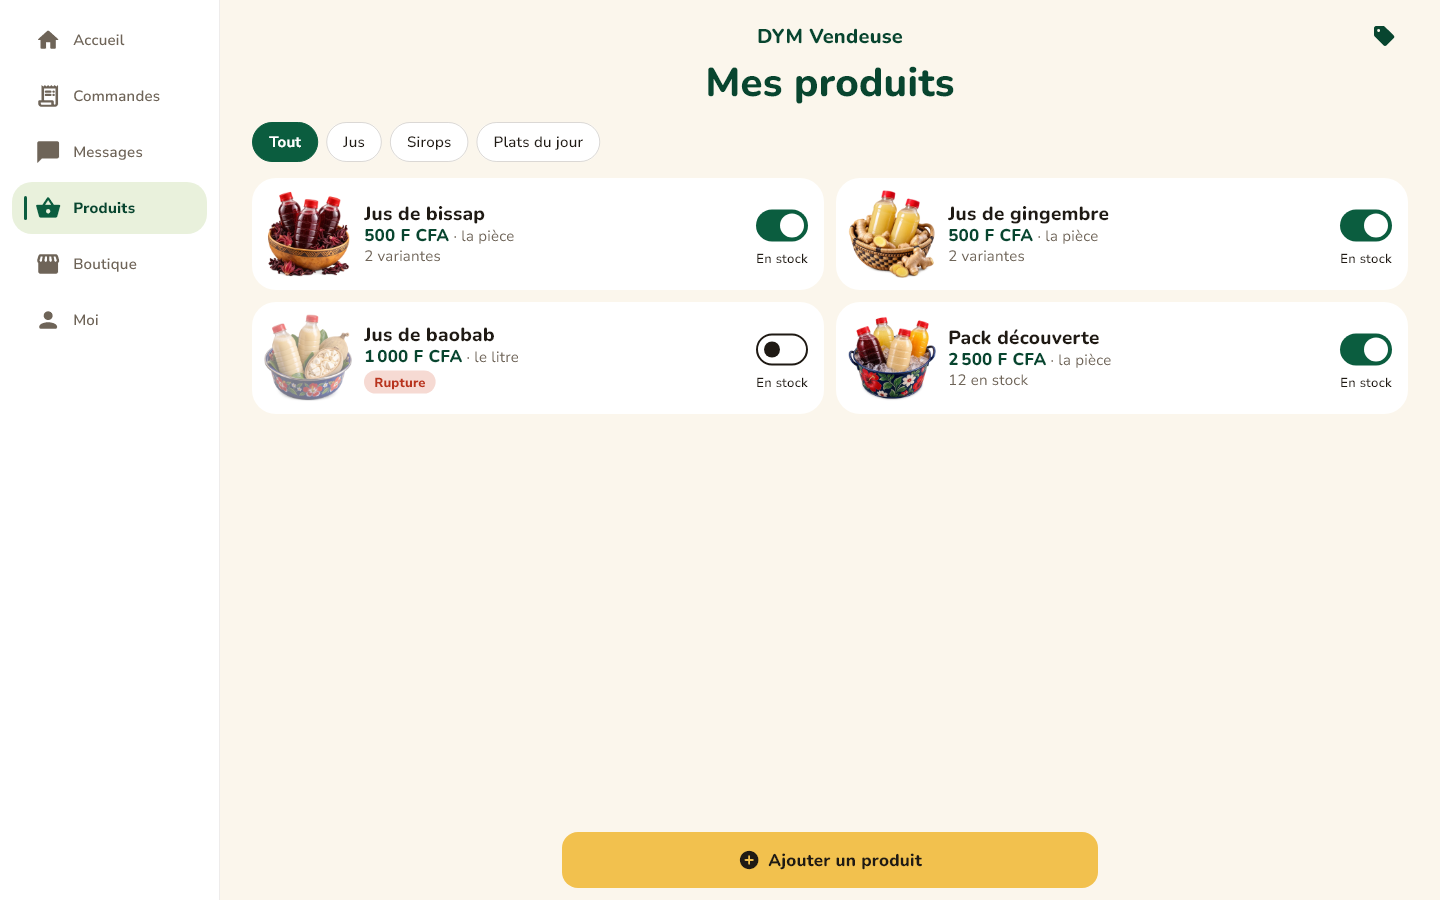 Accueil
Commandes
Messages
Produits
Boutique
Moi
DYM Vendeuse
Mes produits
Tout
Jus
Sirops
Plats du jour
Jus de bissap
500 F CFA · la pièce
2 variantes
En stock
Jus de gingembre
500 F CFA · la pièce
2 variantes
En stock
Jus de baobab
1 000 F CFA · le litre
Rupture
En stock
Pack découverte
2 500 F CFA · la pièce
12 en stock
En stock
Ajouter un produit